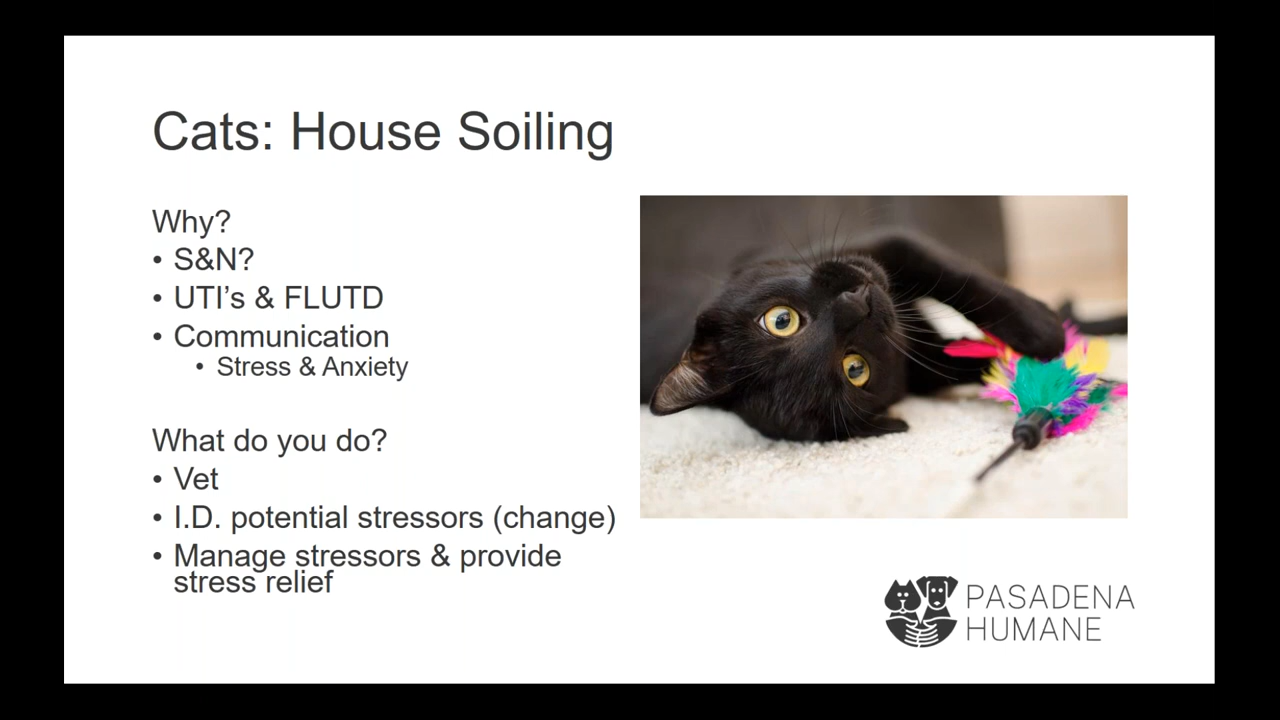 Cats: House Soiling
Why?
• S&N?
• UTI’s & FLUTD
• Communication
• Stress & Anxiety
What do you do?
• Vet
• I.D. potential stressors (change)
• Manage stressors & provide
stress relief
PASADENA
HUMANE